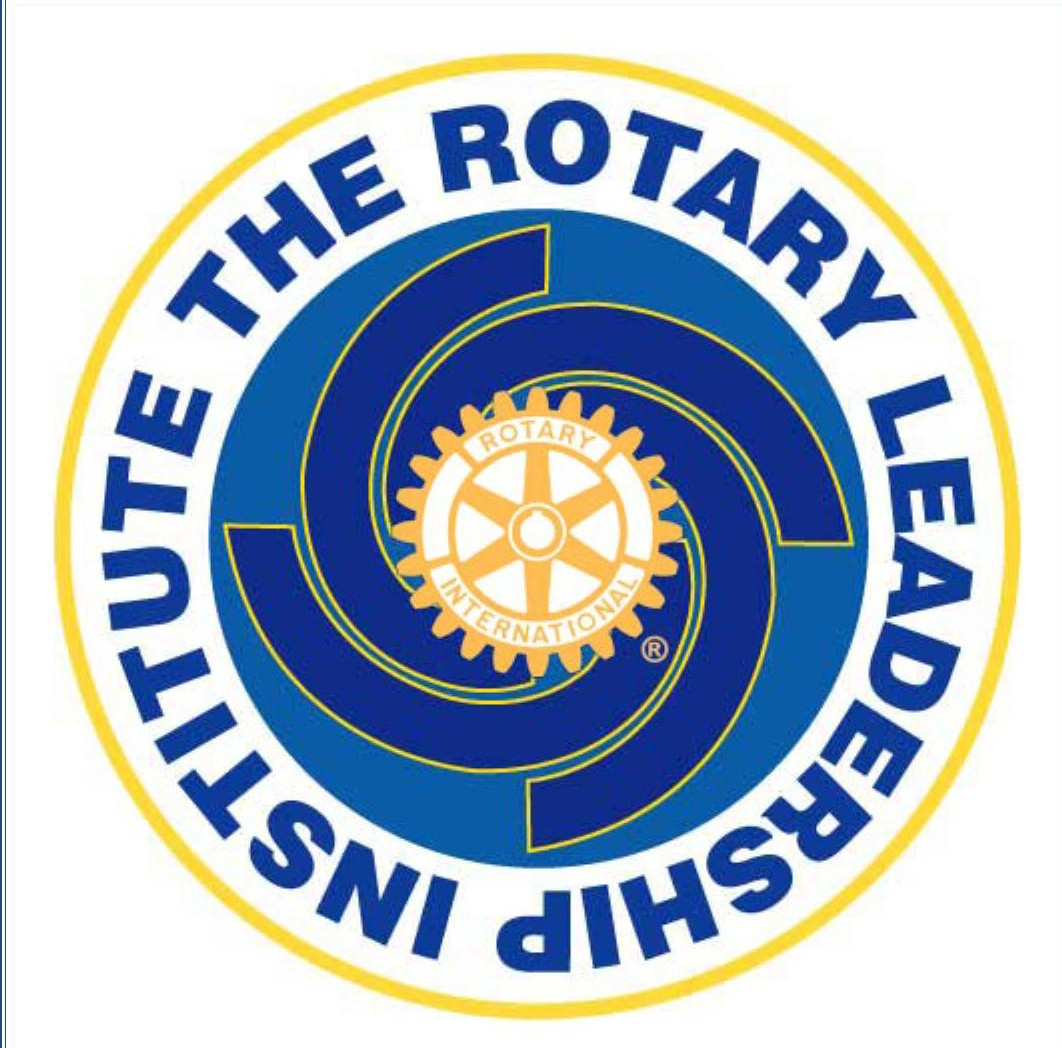 THE ROTARY LEADERSHIP INSTITUTE
ROTARY
INTERNATIONAL
®